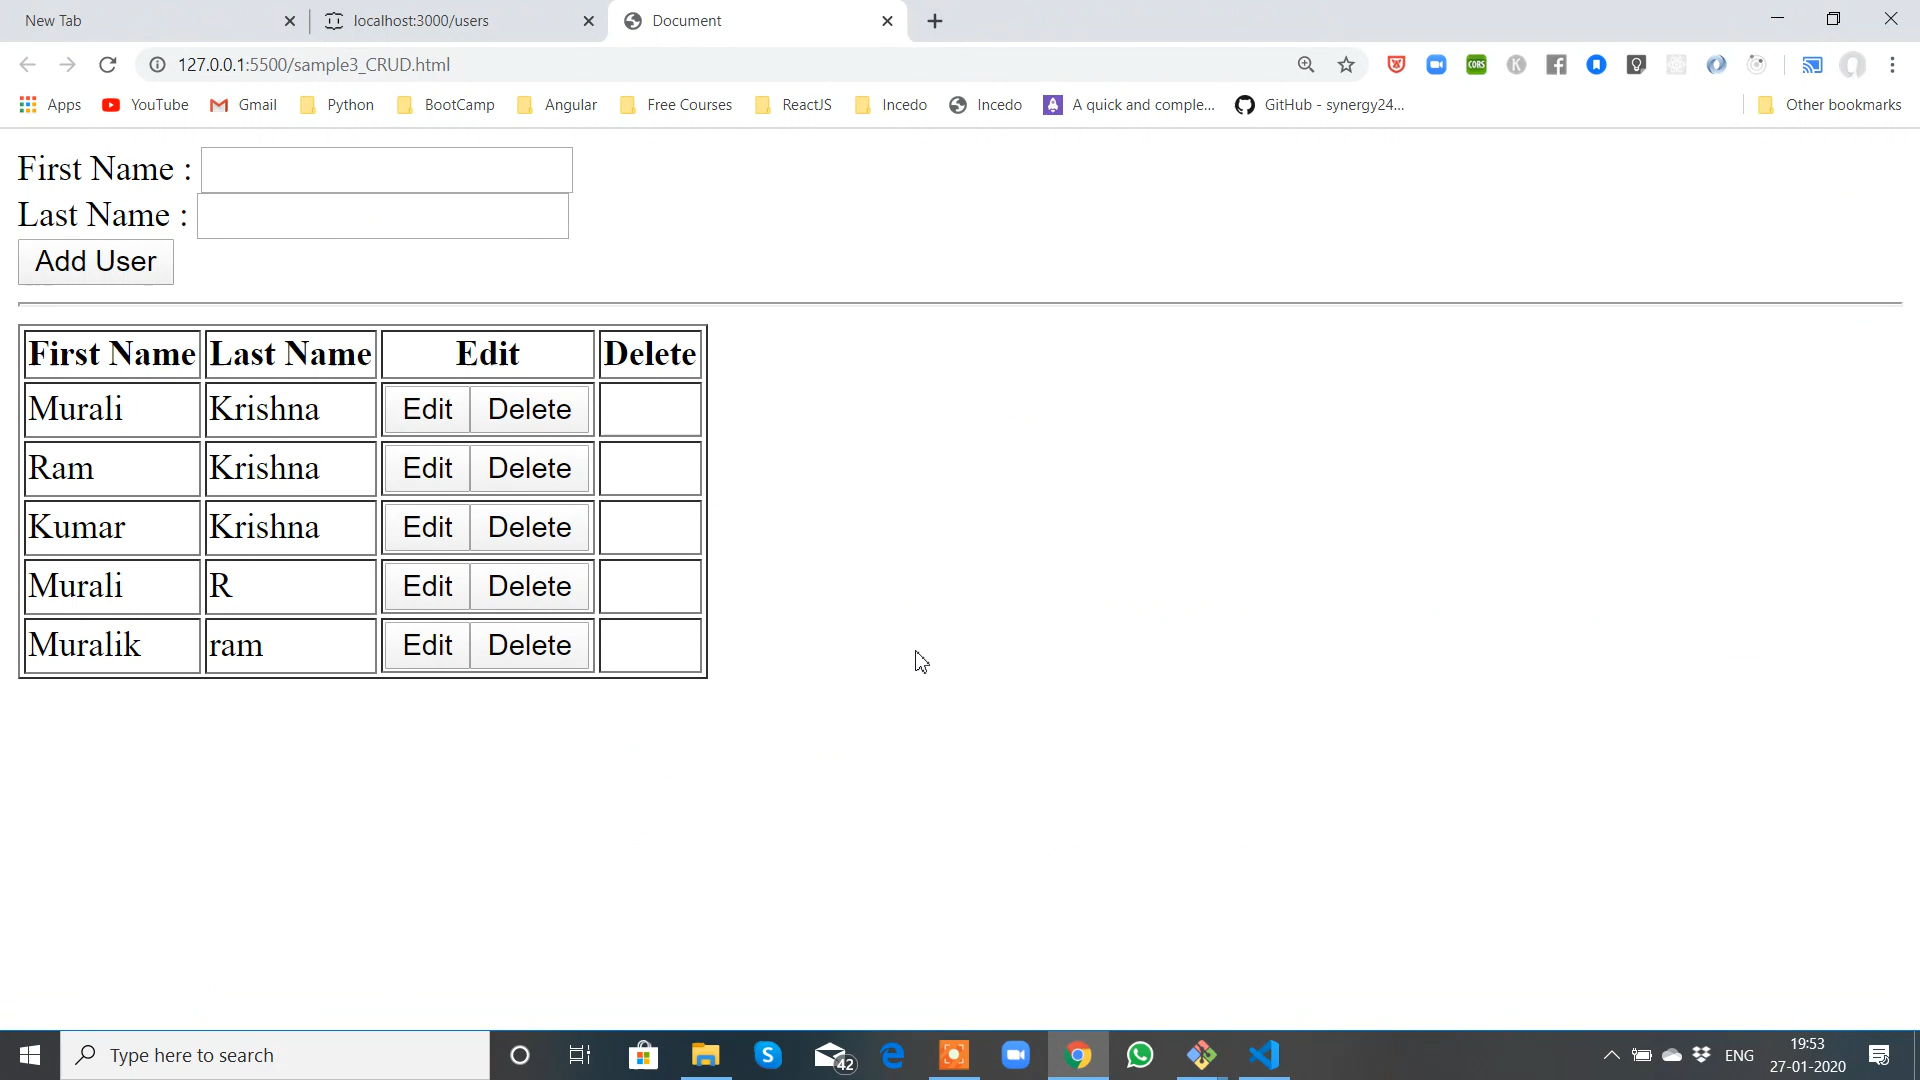 New Tab
localhost:3000/users
Document
127.0.0.1:5500/sample3_CRUD.html
CORS
K
Apps
YouTube
Gmail
Python
BootCamp
Angular
Free Courses
ReactJS
Incedo
Incedo
A quick and comple...
GitHub - synergy24...
Other bookmarks
First Name :
Last Name :
Add User
First Name Last Name Edit Delete
Murali Krishna Edit Delete
Ram Krishna Edit Delete
Kumar Krishna Edit Delete
Murali R Edit Delete
Muralik ram Edit Delete
Type here to search
42
ENG
19:53
27-01-2020